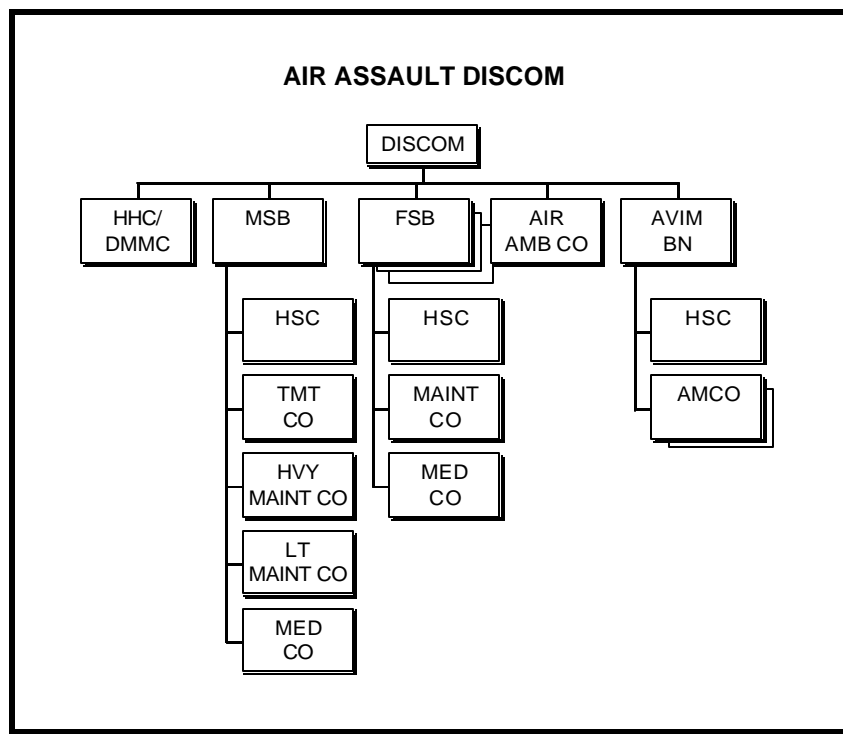 AIR ASSAULT DISCOM
DISCOM
HHC/
DMMC
MSB
FSB
AIR
AMB CO
AVIM
BN
HSC
TMT
CO
HVY
MAINT CO
LT
MAINT CO
MED
CO
HSC
MAINT
CO
MED
CO
HSC
AMCO